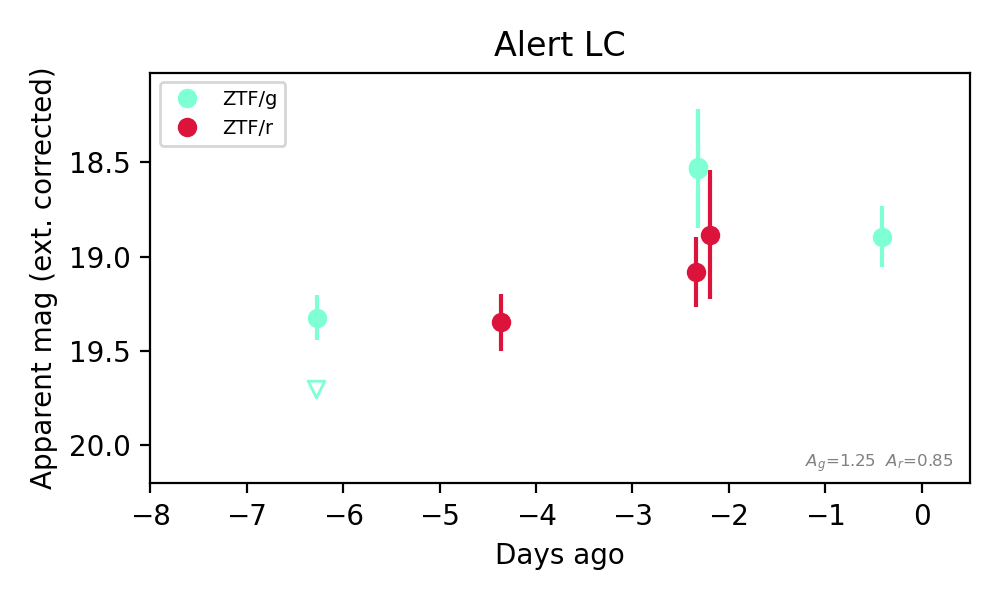 Alert LC
ZTF/g
ZTF/r
Apparent mag (ext. corrected)
18.5
19.0
19.5
20.0
A_g=1.25 A_r=0.85
−8 −7 −6 −5 −4 −3 −2 −1 0
Days ago